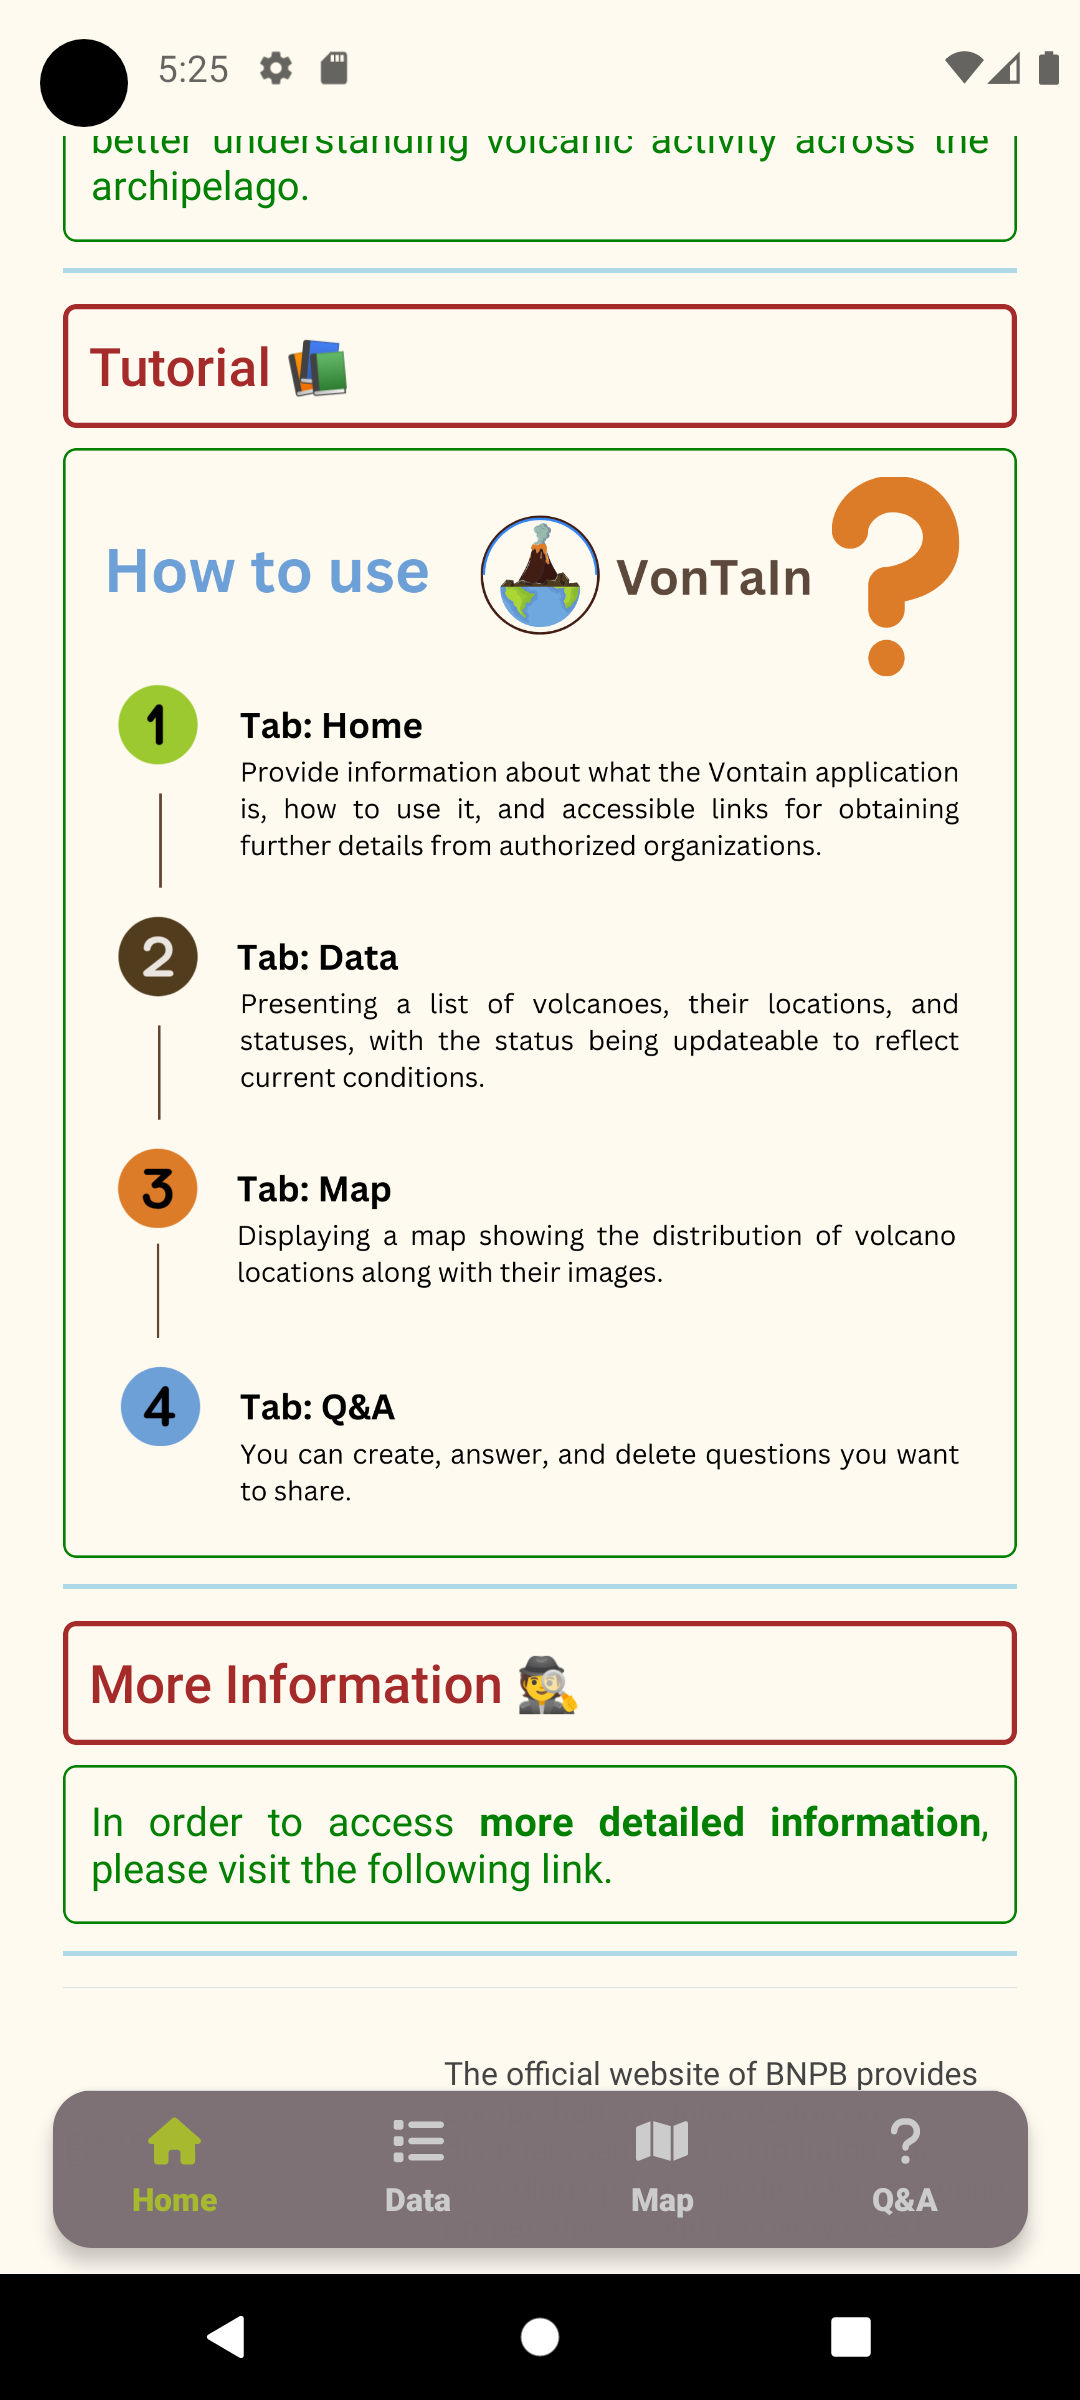 5:25
better understanding volcanic activity across the
archipelago.
Tutorial
How to use
VonTaIn
1
Tab: Home
Provide information about what the Vontain application
is, how to use it, and accessible links for obtaining
further details from authorized organizations.
2
Tab: Data
Presenting a list of volcanoes, their locations, and
statuses, with the status being updateable to reflect
current conditions.
3
Tab: Map
Displaying a map showing the distribution of volcano
locations along with their images.
4
Tab: Q&A
You can create, answer, and delete questions you want
to share.
More Information
In order to access more detailed information,
please visit the following link.
The official website of BNPB provides
Home
Data
Map
Q&A